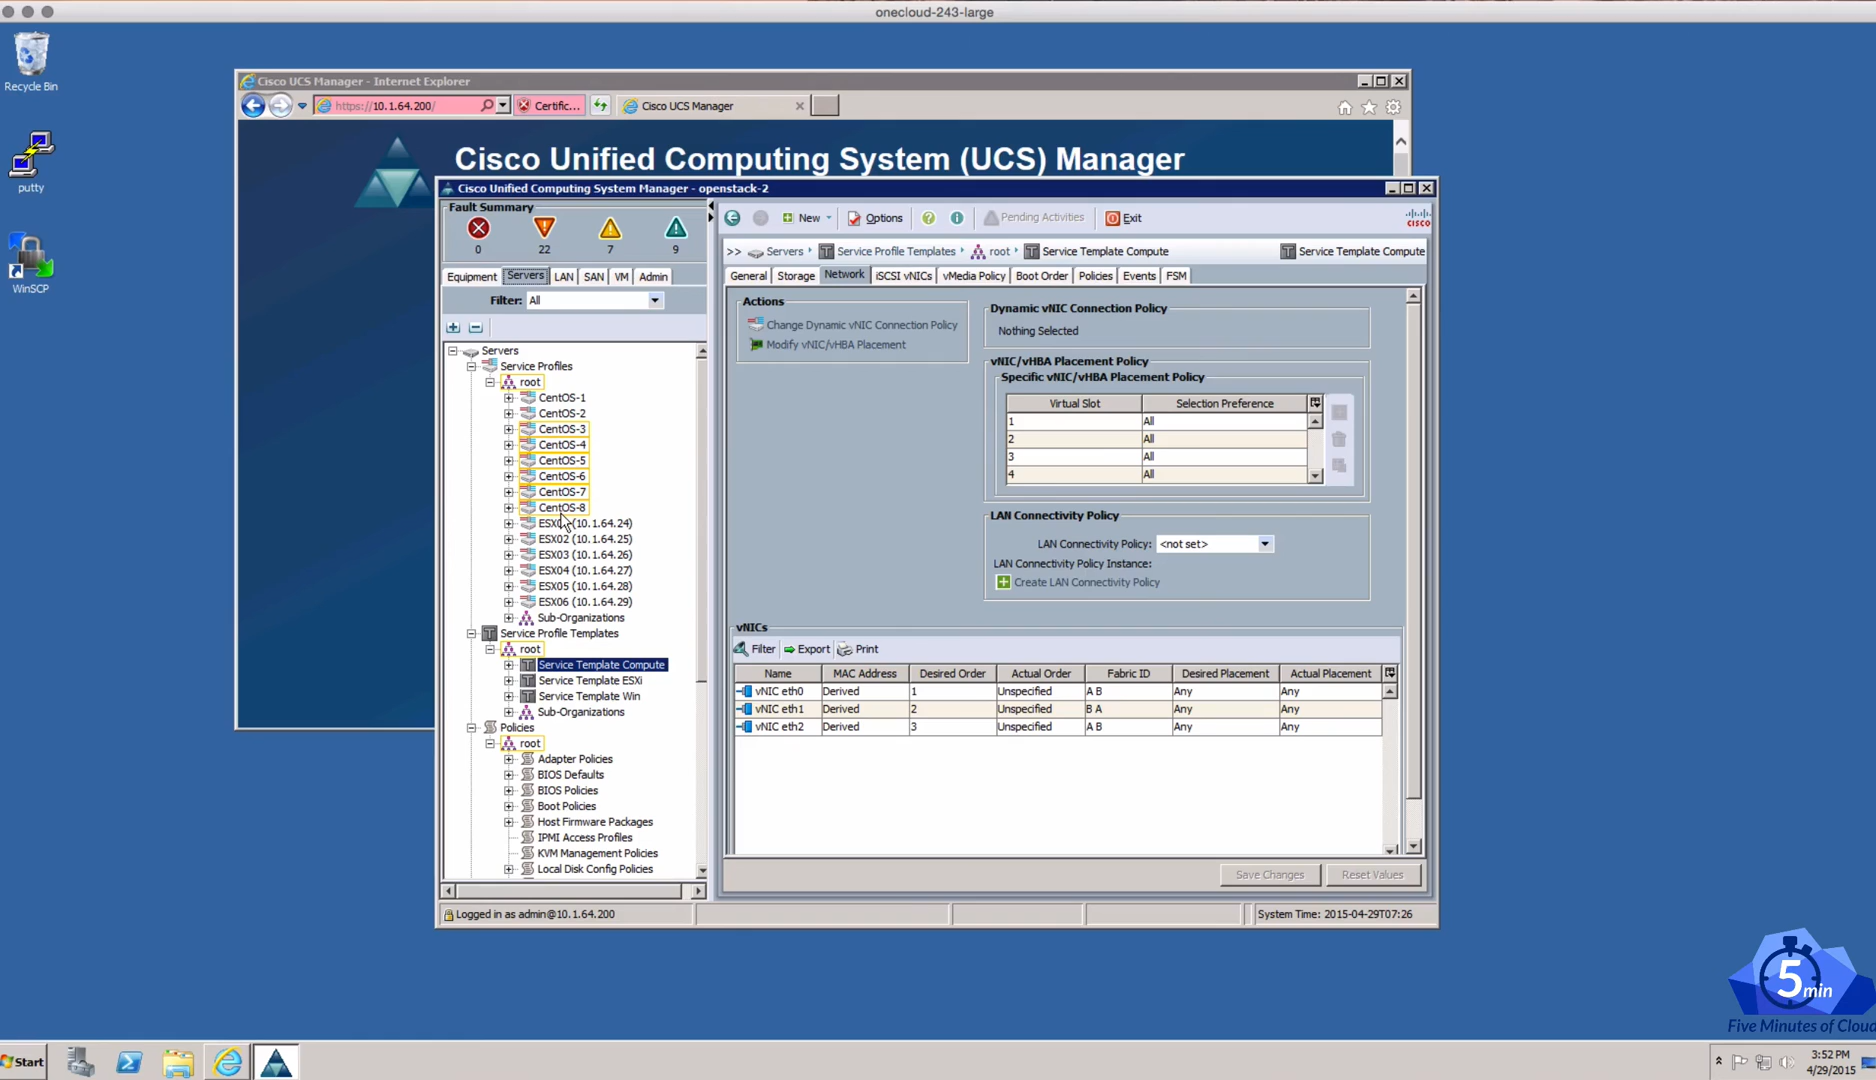 onecloud-243-large
Recycle Bin
putty
WinSCP
Cisco UCS Manager - Internet Explorer
https://10.1.64.200/
Certific...
Cisco UCS Manager
Cisco Unified Computing System (UCS) Manager
Cisco Unified Computing System Manager - openstack-2
Fault Summary
0 22 7 9
New Options Pending Activities Exit
cisco
>> Servers Service Profile Templates root Service Template Compute Service Template Compute
Equipment Servers LAN SAN VM Admin
General Storage Network iSCSI vNICs vMedia Policy Boot Order Policies Events FSM
Filter: All
Servers
Service Profiles
root
CentOS-1
CentOS-2
CentOS-3
CentOS-4
CentOS-5
CentOS-6
CentOS-7
CentOS-8
(10.1.64.24)
ESX02 (10.1.64.25)
ESX03 (10.1.64.26)
ESX04 (10.1.64.27)
ESX05 (10.1.64.28)
ESX06 (10.1.64.29)
Sub-Organizations
Service Profile Templates
root
Service Template Compute
Service Template ESXi
Service Template Win
Sub-Organizations
Policies
root
Adapter Policies
BIOS Defaults
BIOS Policies
Boot Policies
Host Firmware Packages
IPMI Access Profiles
KVM Management Policies
Local Disk Config Policies
Actions
Change Dynamic vNIC Connection Policy
Modify vNIC/vHBA Placement
Dynamic vNIC Connection Policy
Nothing Selected
vNIC/vHBA Placement Policy
Specific vNIC/vHBA Placement Policy
Virtual Slot Selection Preference
1 All
2 All
3 All
4 All
LAN Connectivity Policy
LAN Connectivity Policy: <not set>
LAN Connectivity Policy Instance:
Create LAN Connectivity Policy
vNICs
Filter Export Print
Name MAC Address Desired Order Actual Order Fabric ID Desired Placement Actual Placement
vNIC eth0 Derived 1 Unspecified A B Any Any
vNIC eth1 Derived 2 Unspecified B A Any Any
vNIC eth2 Derived 3 Unspecified A B Any Any
Save Changes Reset Values
Logged in as admin@10.1.64.200
System Time: 2015-04-29T07:26
5 min
Five Minutes of Cloud
Start
3:52 PM
4/29/2015